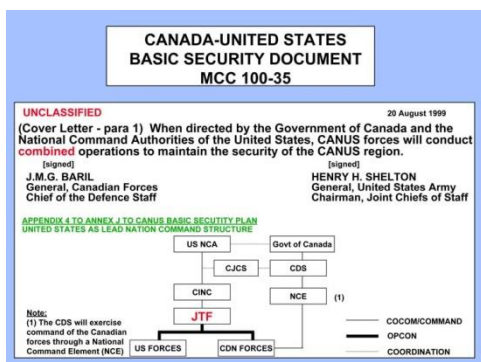 CANADA-UNITED STATES
BASIC SECURITY DOCUMENT
MCC 100-35
UNCLASSIFIED
20 August 1999
(Cover Letter - para 1) When directed by the Government of Canada and the
National Command Authorities of the United States, CANUS forces will conduct
combined operations to maintain the security of the CANUS region.
[signed]
[signed]
J.M.G. BARIL
General, Canadian Forces
Chief of the Defence Staff
HENRY H. SHELTON
General, United States Army
Chairman, Joint Chiefs of Staff
APPENDIX 4 TO ANNEX J TO CANUS BASIC SECUTITY PLAN
UNITED STATES AS LEAD NATION COMMAND STRUCTURE
US NCA
Govt of Canada
CJCS
CDS
CINC
NCE
(1)
JTF
US FORCES
CDN FORCES
Note:
(1) The CDS will exercise
command of the Canadian
forces through a National
Command Element (NCE)
COCOM/COMMAND
OPCON
COORDINATION